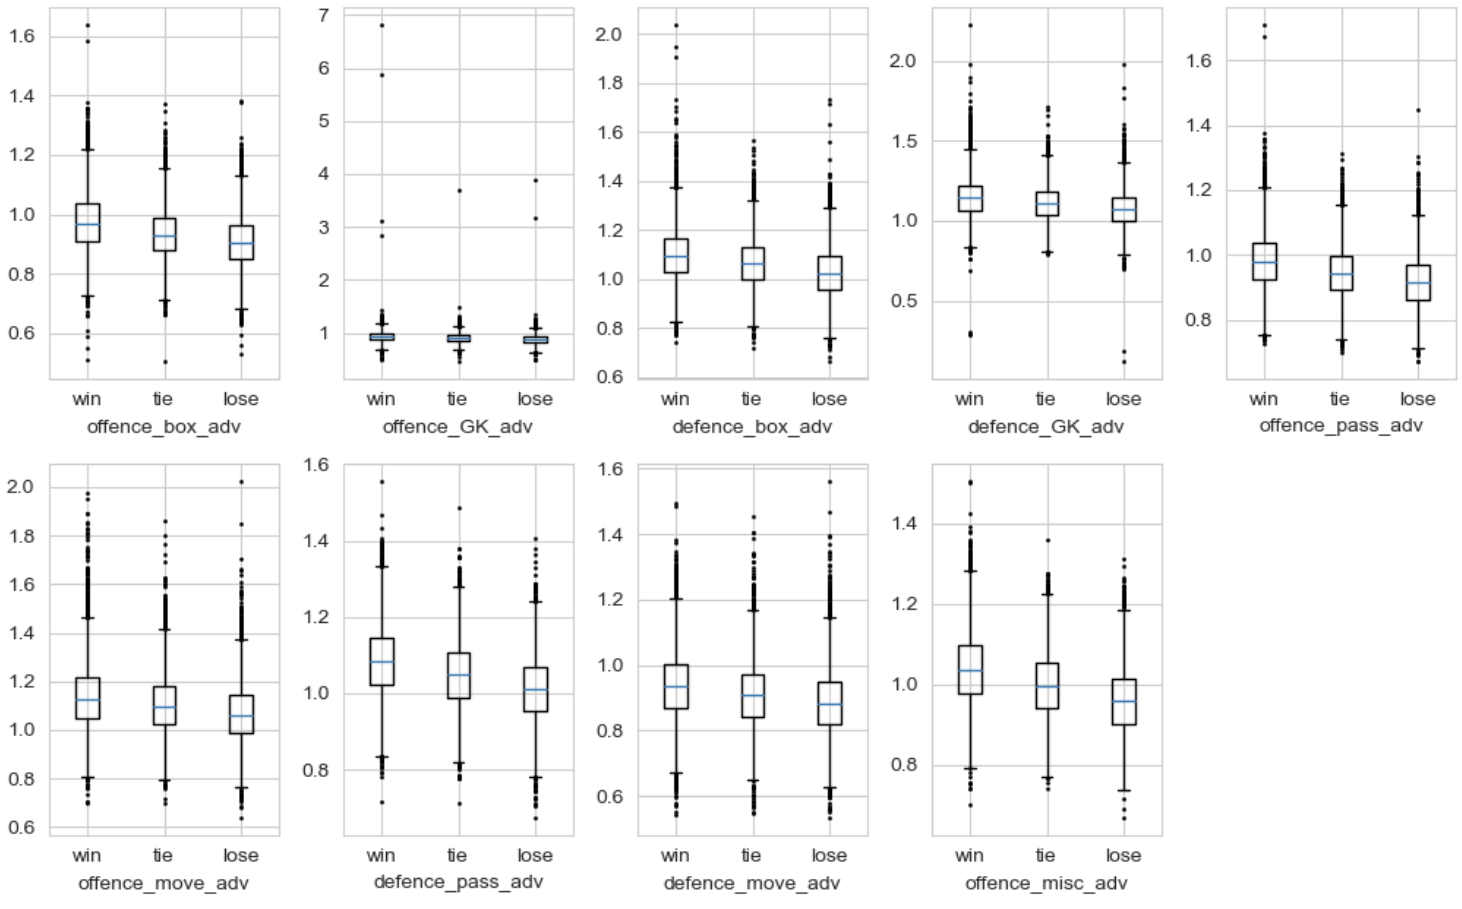 1.6
1.4
1.2
1.0
0.8
0.6
win tie lose
offence_box_adv
7
6
5
4
3
2
1
win tie lose
offence_GK_adv
2.0
1.8
1.6
1.4
1.2
1.0
0.8
0.6
win tie lose
defence_box_adv
2.0
1.5
1.0
0.5
win tie lose
defence_GK_adv
1.6
1.4
1.2
1.0
0.8
win tie lose
offence_pass_adv
2.0
1.8
1.6
1.4
1.2
1.0
0.8
0.6
win tie lose
offence_move_adv
1.6
1.4
1.2
1.0
0.8
win tie lose
defence_pass_adv
1.6
1.4
1.2
1.0
0.8
0.6
win tie lose
defence_move_adv
1.4
1.2
1.0
0.8
win tie lose
offence_misc_adv